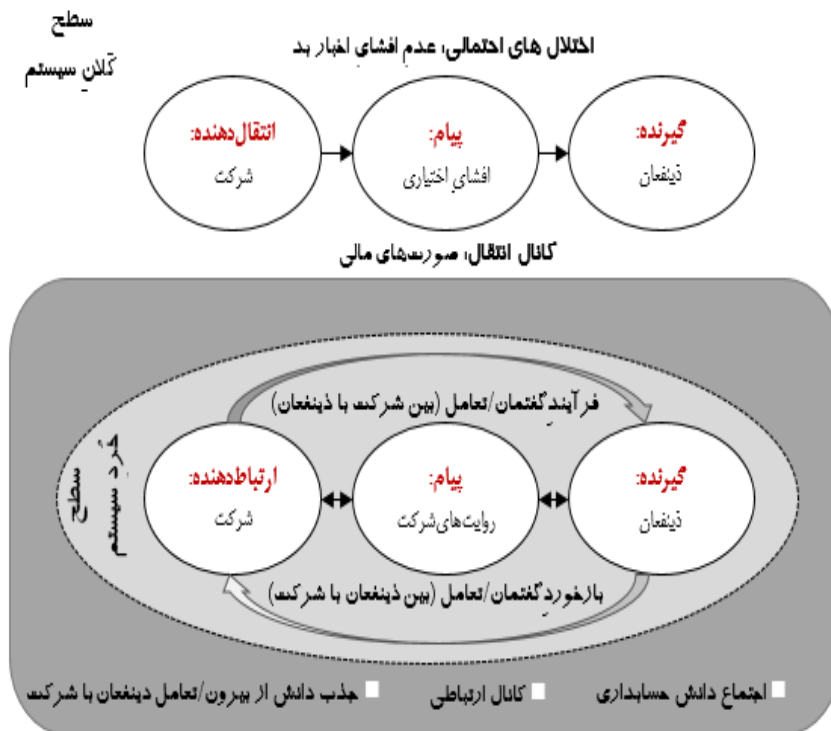 سطح
کلان سیستم
اختلال های احتمالی، عدم افشای اخبار بد
گیرنده:
ذینفعان
پیام:
افشای اختیاری
انتقال‌دهنده:
شرکت
کانال انتقال، صورت‌های مالی
فرآیند گفتمان/تعامل (بین شرکت با ذینفعان)
گیرنده:
ذینفعان
پیام:
روایت‌های شرکت
ارتباط‌دهنده:
شرکت
سطح
خُرد سیستم
بازخورد گفتمان/تعامل (بین ذینفعان با شرکت)
اجتماع دانش حسابداری
کانال ارتباطی
جذب دانش از بیرون/تعامل ذینفعان با شرکت